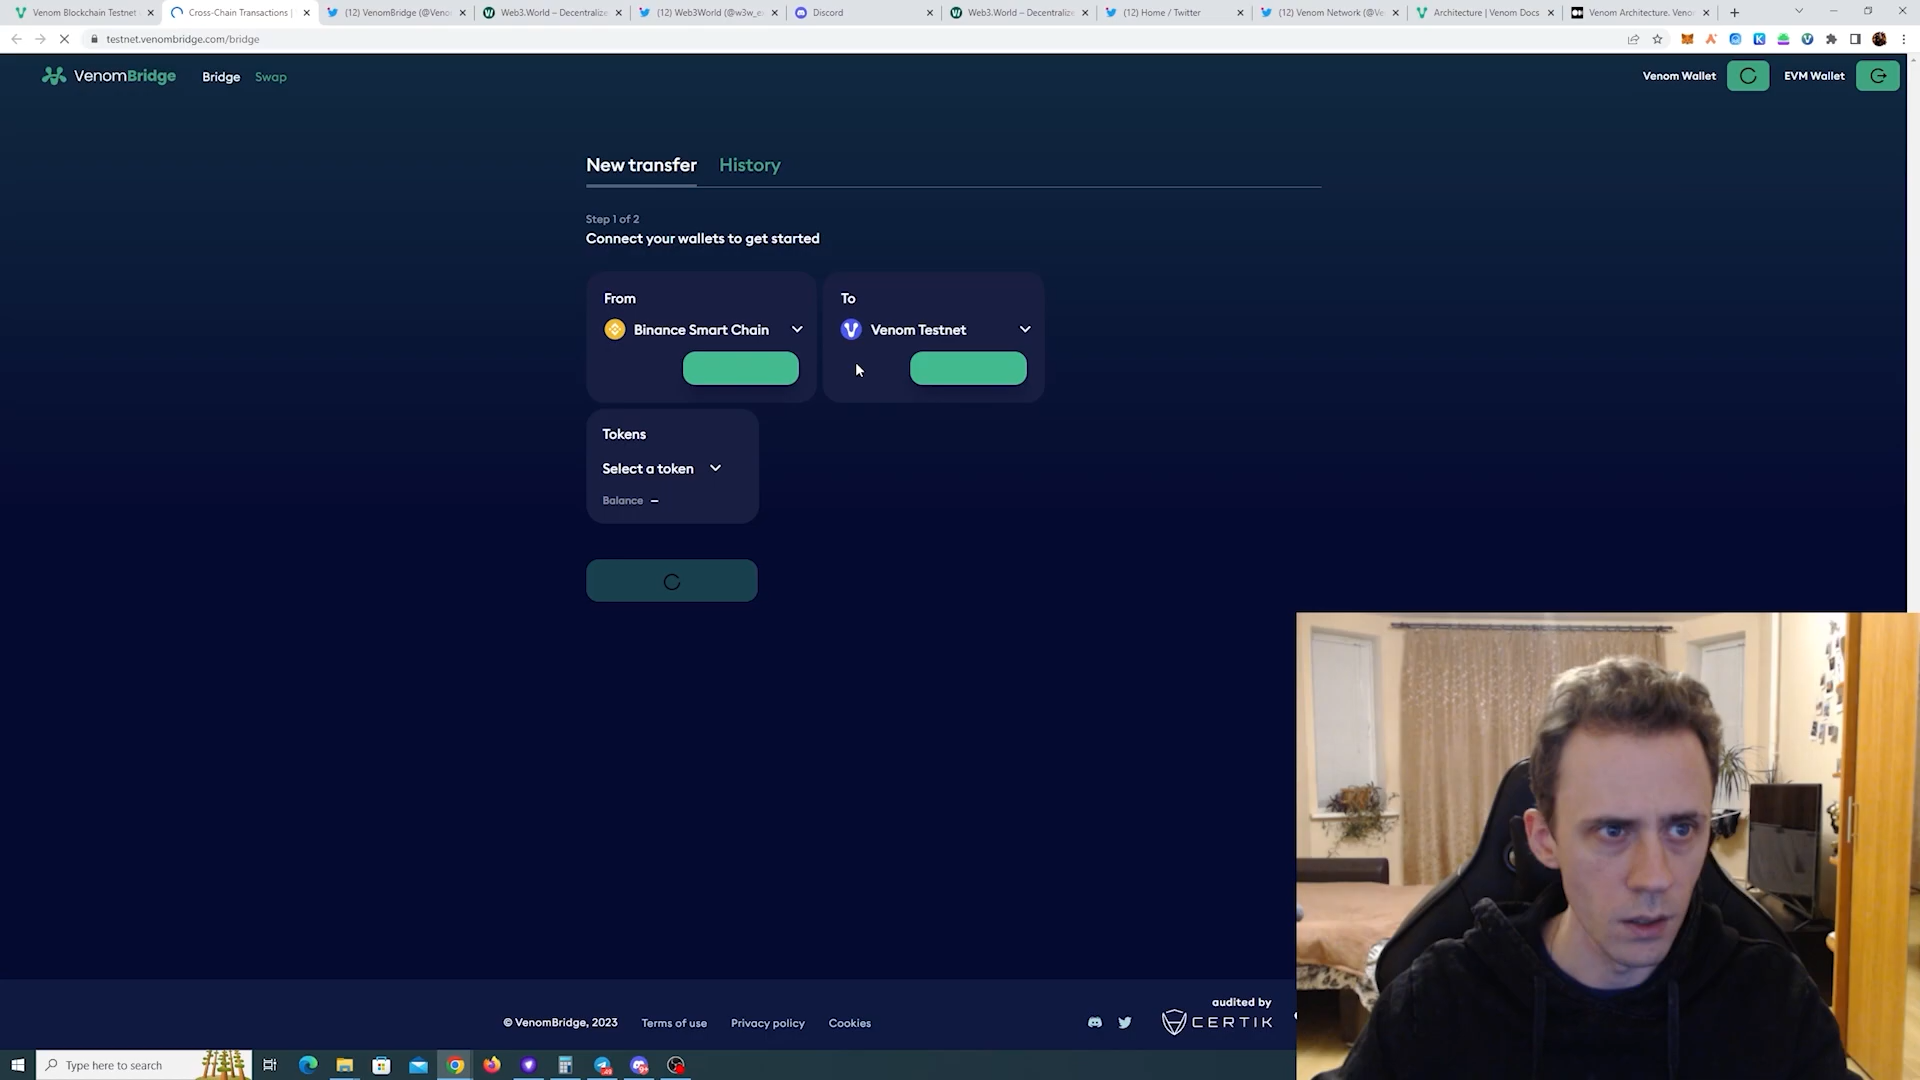 Venom Blockchain Testnet
Cross-Chain Transactions |
(12) VenomBridge (@Veno
Web3.World – Decentralize
(12) Web3World (@w3w_e
Discord
Web3.World – Decentralize
(12) Home / Twitter
(12) Venom Network (@Ve
Architecture | Venom Docs
Venom Architecture. Veno
testnet.venombridge.com/bridge
VenomBridge
Bridge
Swap
Venom Wallet
EVM Wallet
New transfer
History
Step 1 of 2
Connect your wallets to get started
From
To
Binance Smart Chain
Venom Testnet
Tokens
Select a token
Balance –
audited by
CERTIK
© VenomBridge, 2023
Terms of use
Privacy policy
Cookies
Type here to search